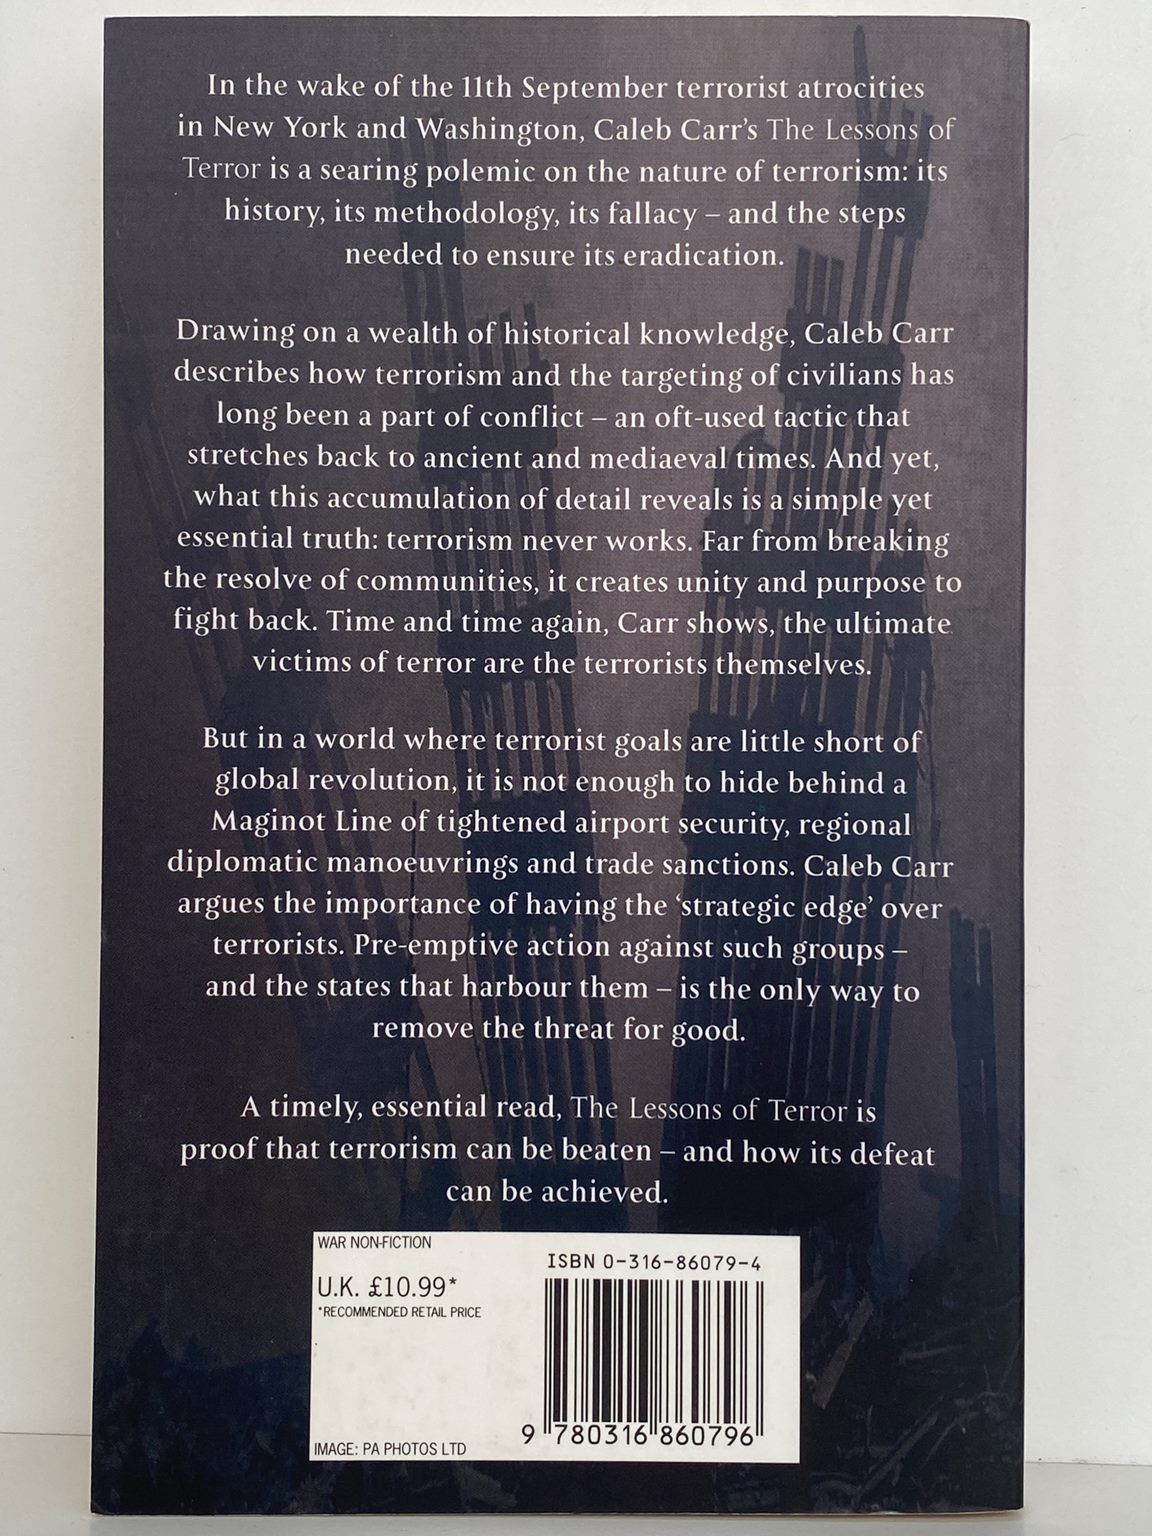 In the wake of the 11th September terrorist atrocities
in New York and Washington, Caleb Carr's The Lessons of
Terror is a searing polemic on the nature of terrorism: its
history, its methodology, its fallacy – and the steps
needed to ensure its eradication.
Drawing on a wealth of historical knowledge, Caleb Carr
describes how terrorism and the targeting of civilians has
long been a part of conflict – an oft-used tactic that
stretches back to ancient and mediaeval times. And yet,
what this accumulation of detail reveals is a simple yet
essential truth: terrorism never works. Far from breaking
the resolve of communities, it creates unity and purpose to
fight back. Time and time again, Carr shows, the ultimate
victims of terror are the terrorists themselves.
But in a world where terrorist goals are little short of
global revolution, it is not enough to hide behind a
Maginot Line of tightened airport security, regional
diplomatic manoeuvrings and trade sanctions. Caleb Carr
argues the importance of having the 'strategic edge' over
terrorists. Pre-emptive action against such groups –
and the states that harbour them – is the only way to
remove the threat for good.
A timely, essential read, The Lessons of Terror is
proof that terrorism can be beaten – and how its defeat
can be achieved.
WAR NON-FICTION
U.K. £10.99*
*RECOMMENDED RETAIL PRICE
IMAGE: PA PHOTOS LTD
ISBN 0-316-86079-4
9 780316 860796